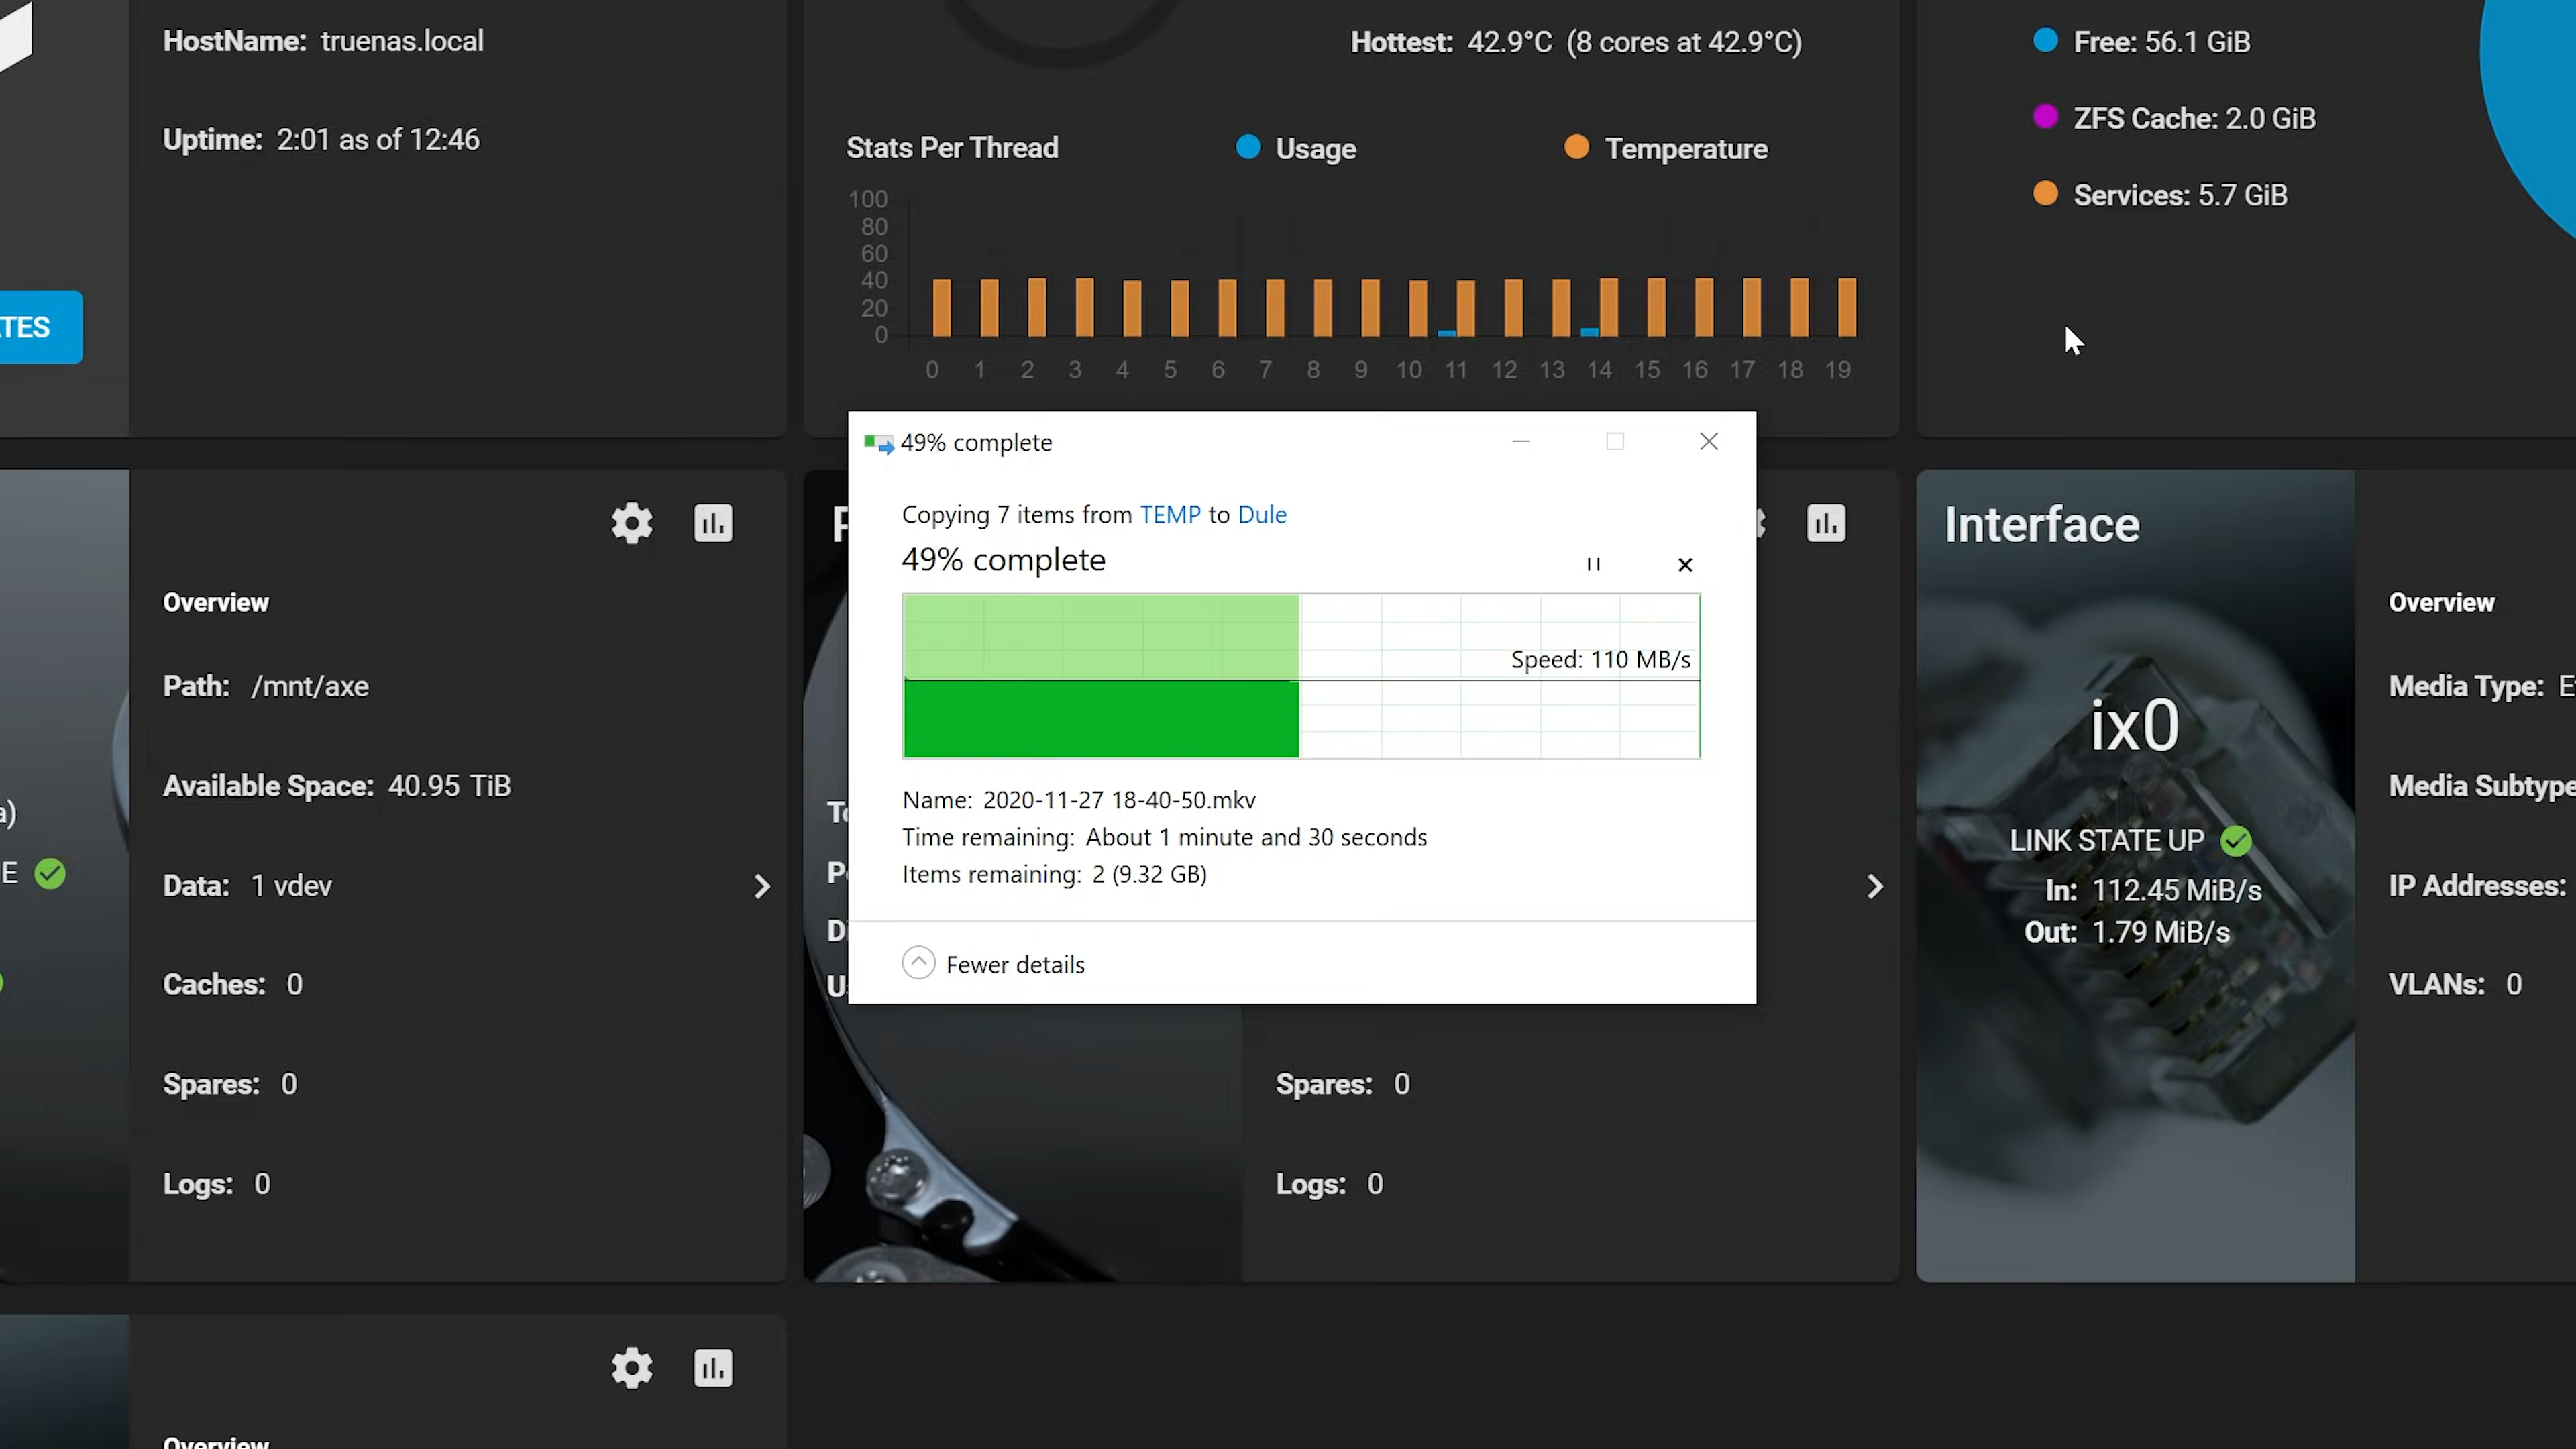 HostName: truenas.local
Uptime: 2:01 as of 12:46
Hottest: 42.9°C (8 cores at 42.9°C)
Stats Per Thread
Usage
Temperature
100
80
60
40
20
0
0 1 2 3 4 5 6 7 8 9 10 11 12 13 14 15 16 17 18 19
Free: 56.1 GiB
ZFS Cache: 2.0 GiB
Services: 5.7 GiB
TES
49% complete
Copying 7 items from TEMP to Dule
49% complete
Speed: 110 MB/s
Name: 2020-11-27 18-40-50.mkv
Time remaining: About 1 minute and 30 seconds
Items remaining: 2 (9.32 GB)
Fewer details
a)
E
Overview
Path: /mnt/axe
Available Space: 40.95 TiB
Data: 1 vdev
Caches: 0
Spares: 0
Logs: 0
Spares: 0
Logs: 0
Interface
ix0
LINK STATE UP
In: 112.45 MiB/s
Out: 1.79 MiB/s
Overview
Media Type:
Media Subtype
IP Addresses:
VLANs: 0
Overview